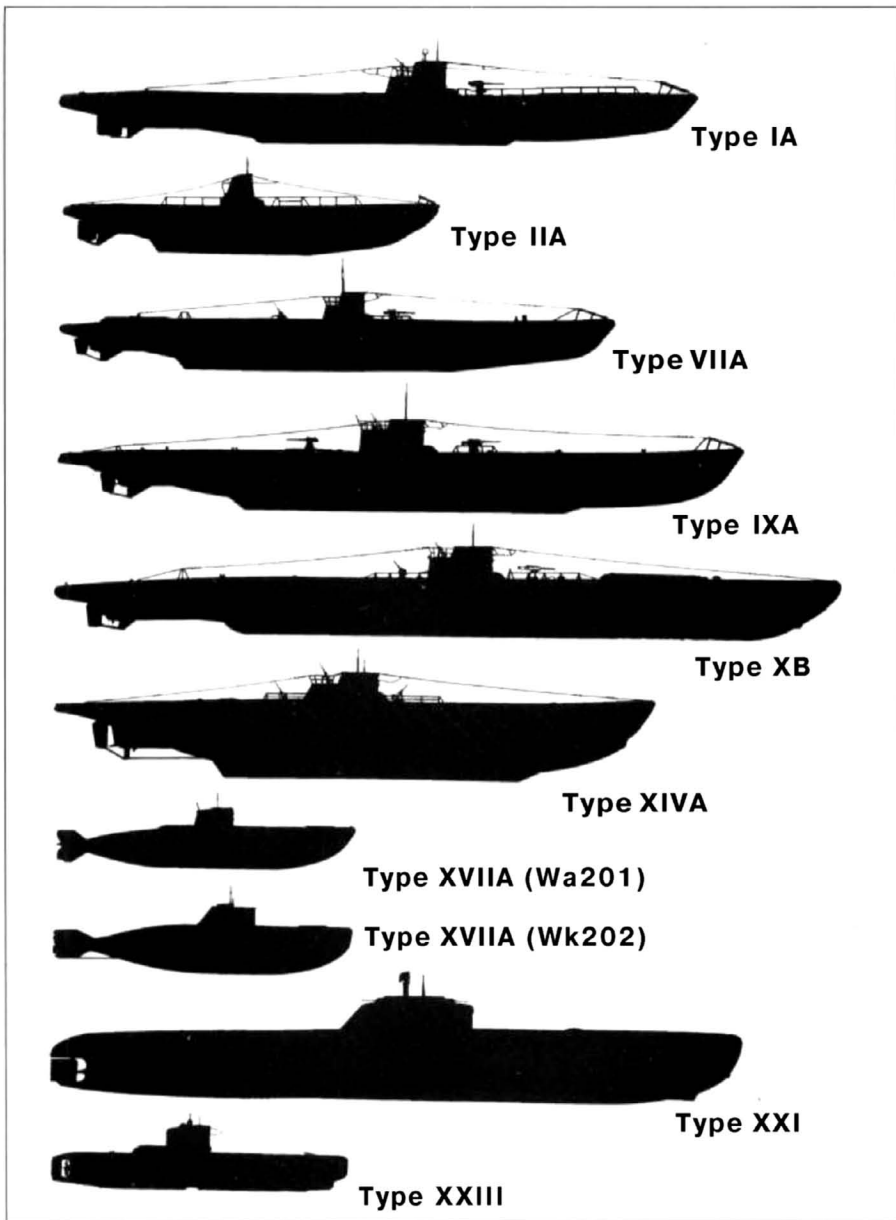 Type IA
Type IIA
Type VIIA
Type IXA
Type XB
Type XIVA
Type XVIIA (Wa201)
Type XVIIA (Wk202)
Type XXI
Type XXIII